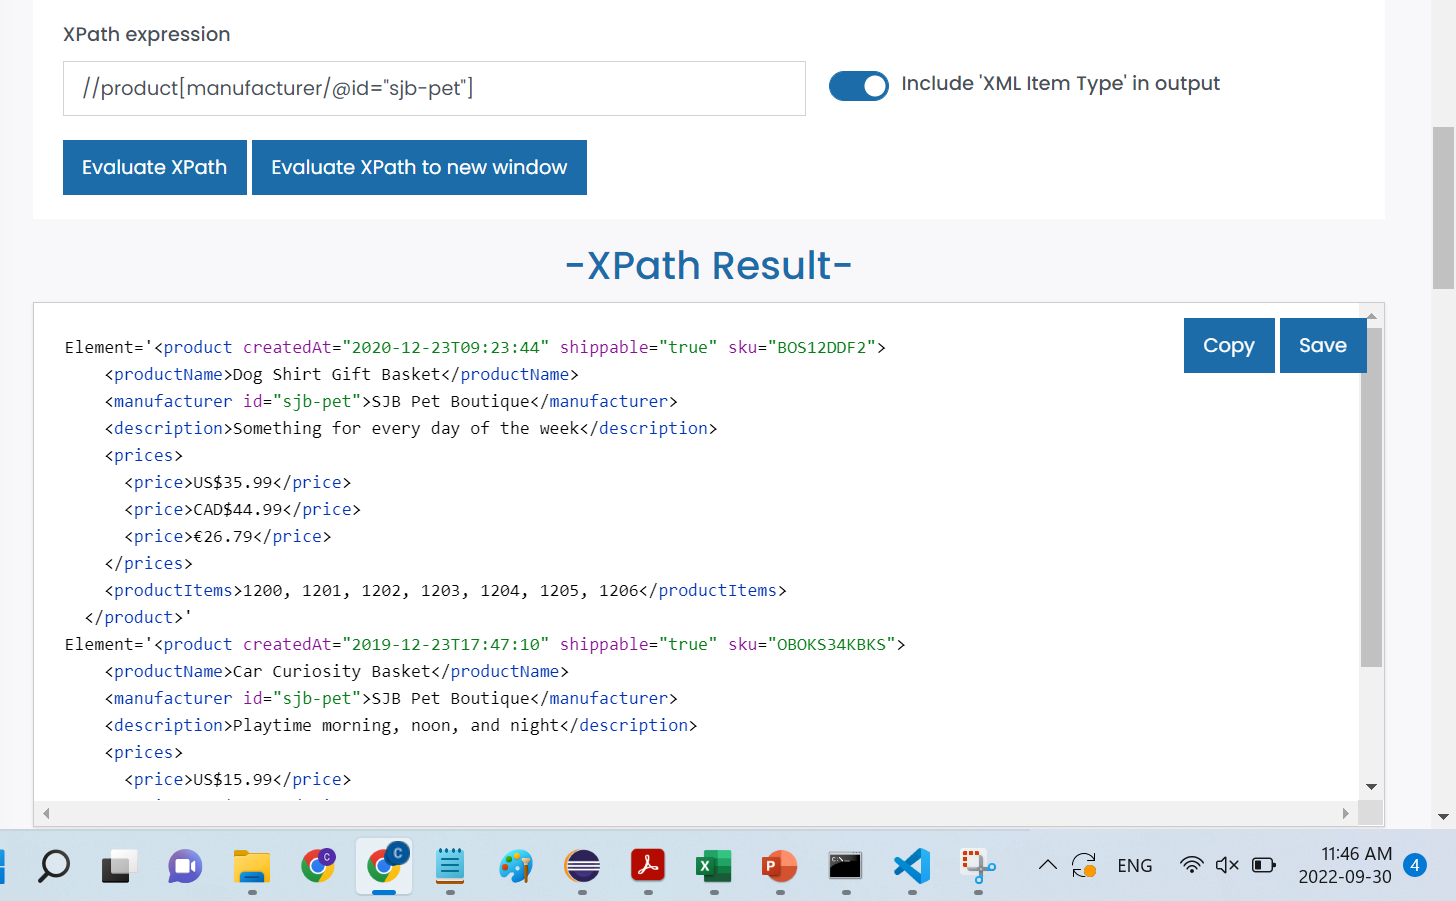 XPath expression
//product[manufacturer/@id="sjb-pet"]
Include 'XML Item Type' in output
Evaluate XPath
Evaluate XPath to new window
-XPath Result-
Copy
Save
Element='<product createdAt="2020-12-23T09:23:44" shippable="true" sku="BOS12DDF2">
<productName>Dog Shirt Gift Basket</productName>
<manufacturer id="sjb-pet">SJB Pet Boutique</manufacturer>
<description>Something for every day of the week</description>
<prices>
<price>US$35.99</price>
<price>CAD$44.99</price>
<price>€26.79</price>
</prices>
<productItems>1200, 1201, 1202, 1203, 1204, 1205, 1206</productItems>
</product>'
Element='<product createdAt="2019-12-23T17:47:10" shippable="true" sku="OBOKS34KBKS">
<productName>Car Curiosity Basket</productName>
<manufacturer id="sjb-pet">SJB Pet Boutique</manufacturer>
<description>Playtime morning, noon, and night</description>
<prices>
<price>US$15.99</price>
C
C
X
P
C:\
ENG
11:46 AM
2022-09-30
4